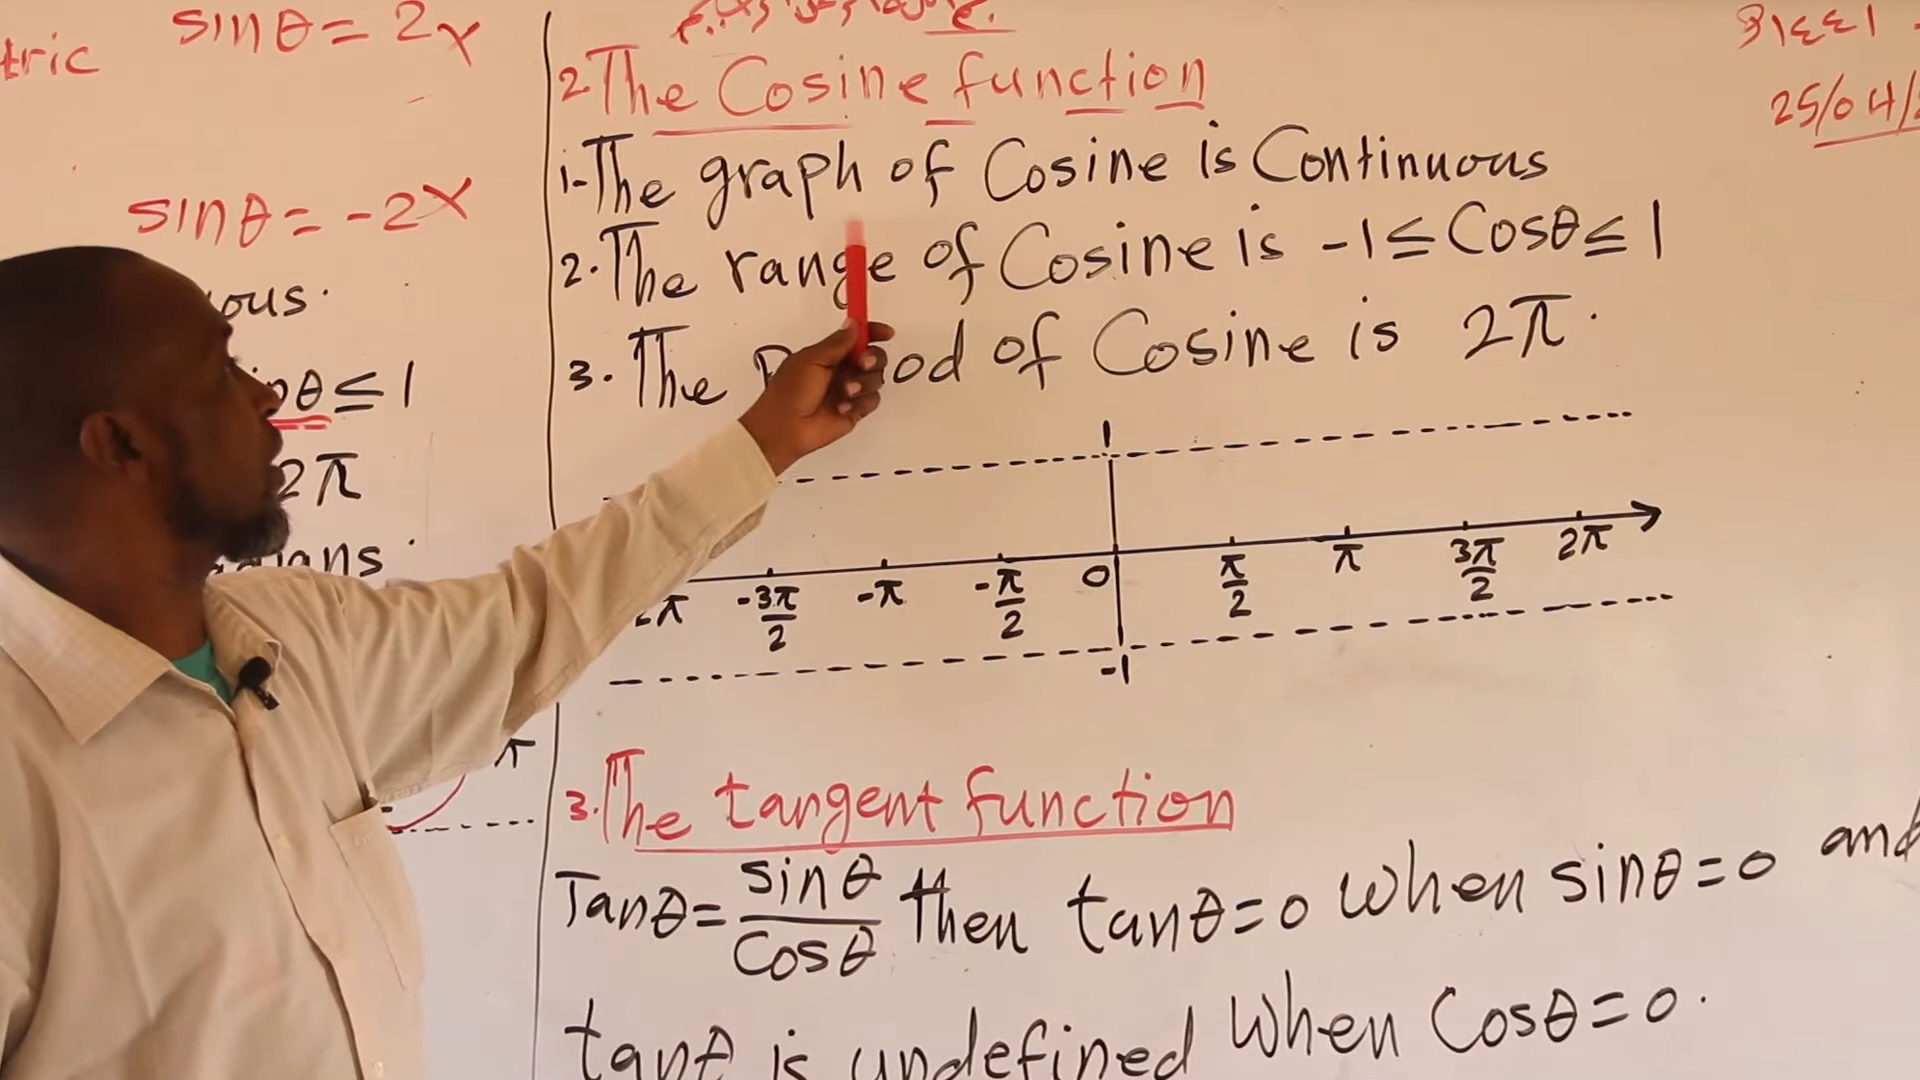 tric
sinθ = 2
sinθ = -2
ous.
θ ≤ 1
2π
ians.
π
2. The Cosine function
1. The graph of Cosine is Continuous
2. The range of Cosine is -1 ≤ Cosθ ≤ 1
3. The od of Cosine is 2π.
1
-3π/2 -π -π/2 0 π/2 π 3π/2 2π
-1
3. The tangent function
Tanθ = sinθ/Cosθ then tanθ = 0 when sinθ = 0 and
tanθ is undefined when Cosθ = 0.
25/04/